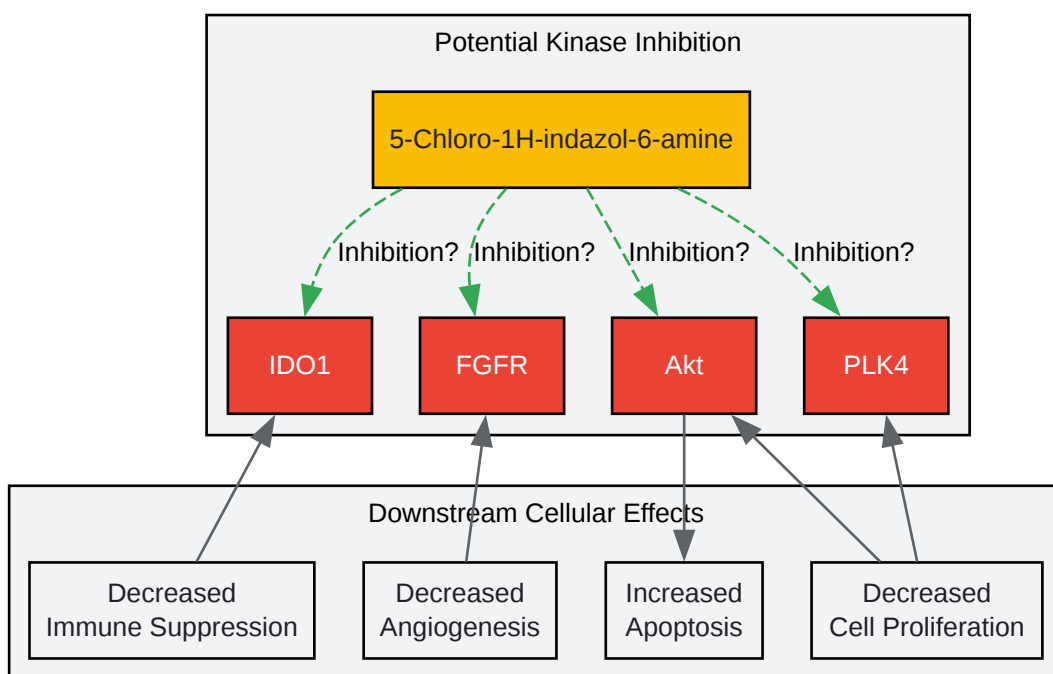 Potential Kinase Inhibition
5-Chloro-1H-indazol-6-amine
Inhibition?
Inhibition?
Inhibition?
Inhibition?
IDO1
FGFR
Akt
PLK4
Downstream Cellular Effects
Decreased
Immune Suppression
Decreased
Angiogenesis
Increased
Apoptosis
Decreased
Cell Proliferation